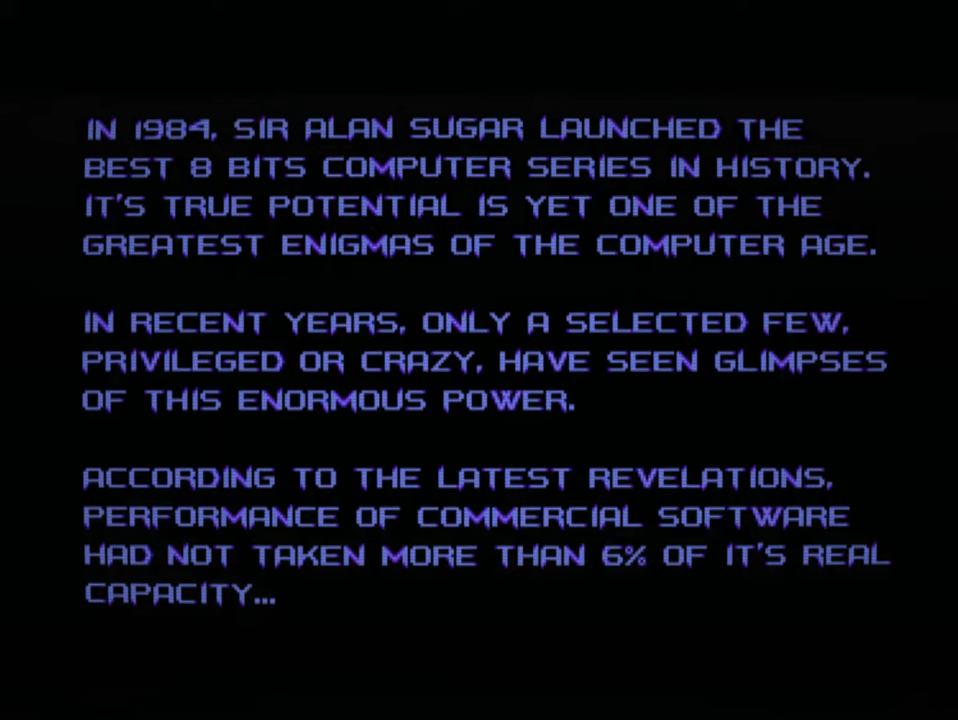 IN 1984, SIR ALAN SUGAR LAUNCHED THE
BEST 8 BITS COMPUTER SERIES IN HISTORY.
IT'S TRUE POTENTIAL IS YET ONE OF THE
GREATEST ENIGMAS OF THE COMPUTER AGE.
IN RECENT YEARS, ONLY A SELECTED FEW,
PRIVILEGED OR CRAZY, HAVE SEEN GLIMPSES
OF THIS ENORMOUS POWER.
ACCORDING TO THE LATEST REVELATIONS,
PERFORMANCE OF COMMERCIAL SOFTWARE
HAD NOT TAKEN MORE THAN 6% OF IT'S REAL
CAPACITY...